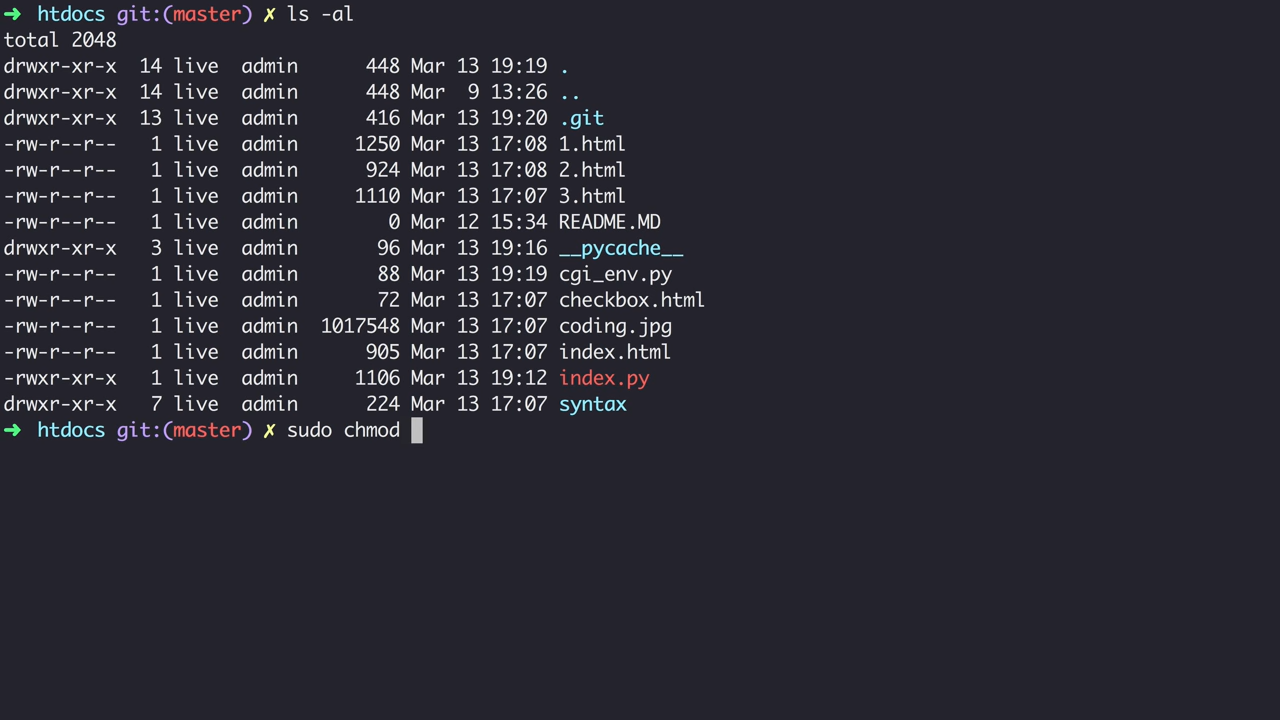 ➜  htdocs git:(master) ✗ ls -al
total 2048
drwxr-xr-x  14 live  admin      448 Mar 13 19:19 .
drwxr-xr-x  14 live  admin      448 Mar  9 13:26 ..
drwxr-xr-x  13 live  admin      416 Mar 13 19:20 .git
-rw-r--r--   1 live  admin     1250 Mar 13 17:08 1.html
-rw-r--r--   1 live  admin      924 Mar 13 17:08 2.html
-rw-r--r--   1 live  admin     1110 Mar 13 17:07 3.html
-rw-r--r--   1 live  admin        0 Mar 12 15:34 README.MD
drwxr-xr-x   3 live  admin       96 Mar 13 19:16 __pycache__
-rw-r--r--   1 live  admin       88 Mar 13 19:19 cgi_env.py
-rw-r--r--   1 live  admin       72 Mar 13 17:07 checkbox.html
-rw-r--r--   1 live  admin  1017548 Mar 13 17:07 coding.jpg
-rw-r--r--   1 live  admin      905 Mar 13 17:07 index.html
-rwxr-xr-x   1 live  admin     1106 Mar 13 19:12 index.py
drwxr-xr-x   7 live  admin      224 Mar 13 17:07 syntax
➜  htdocs git:(master) ✗ sudo chmod